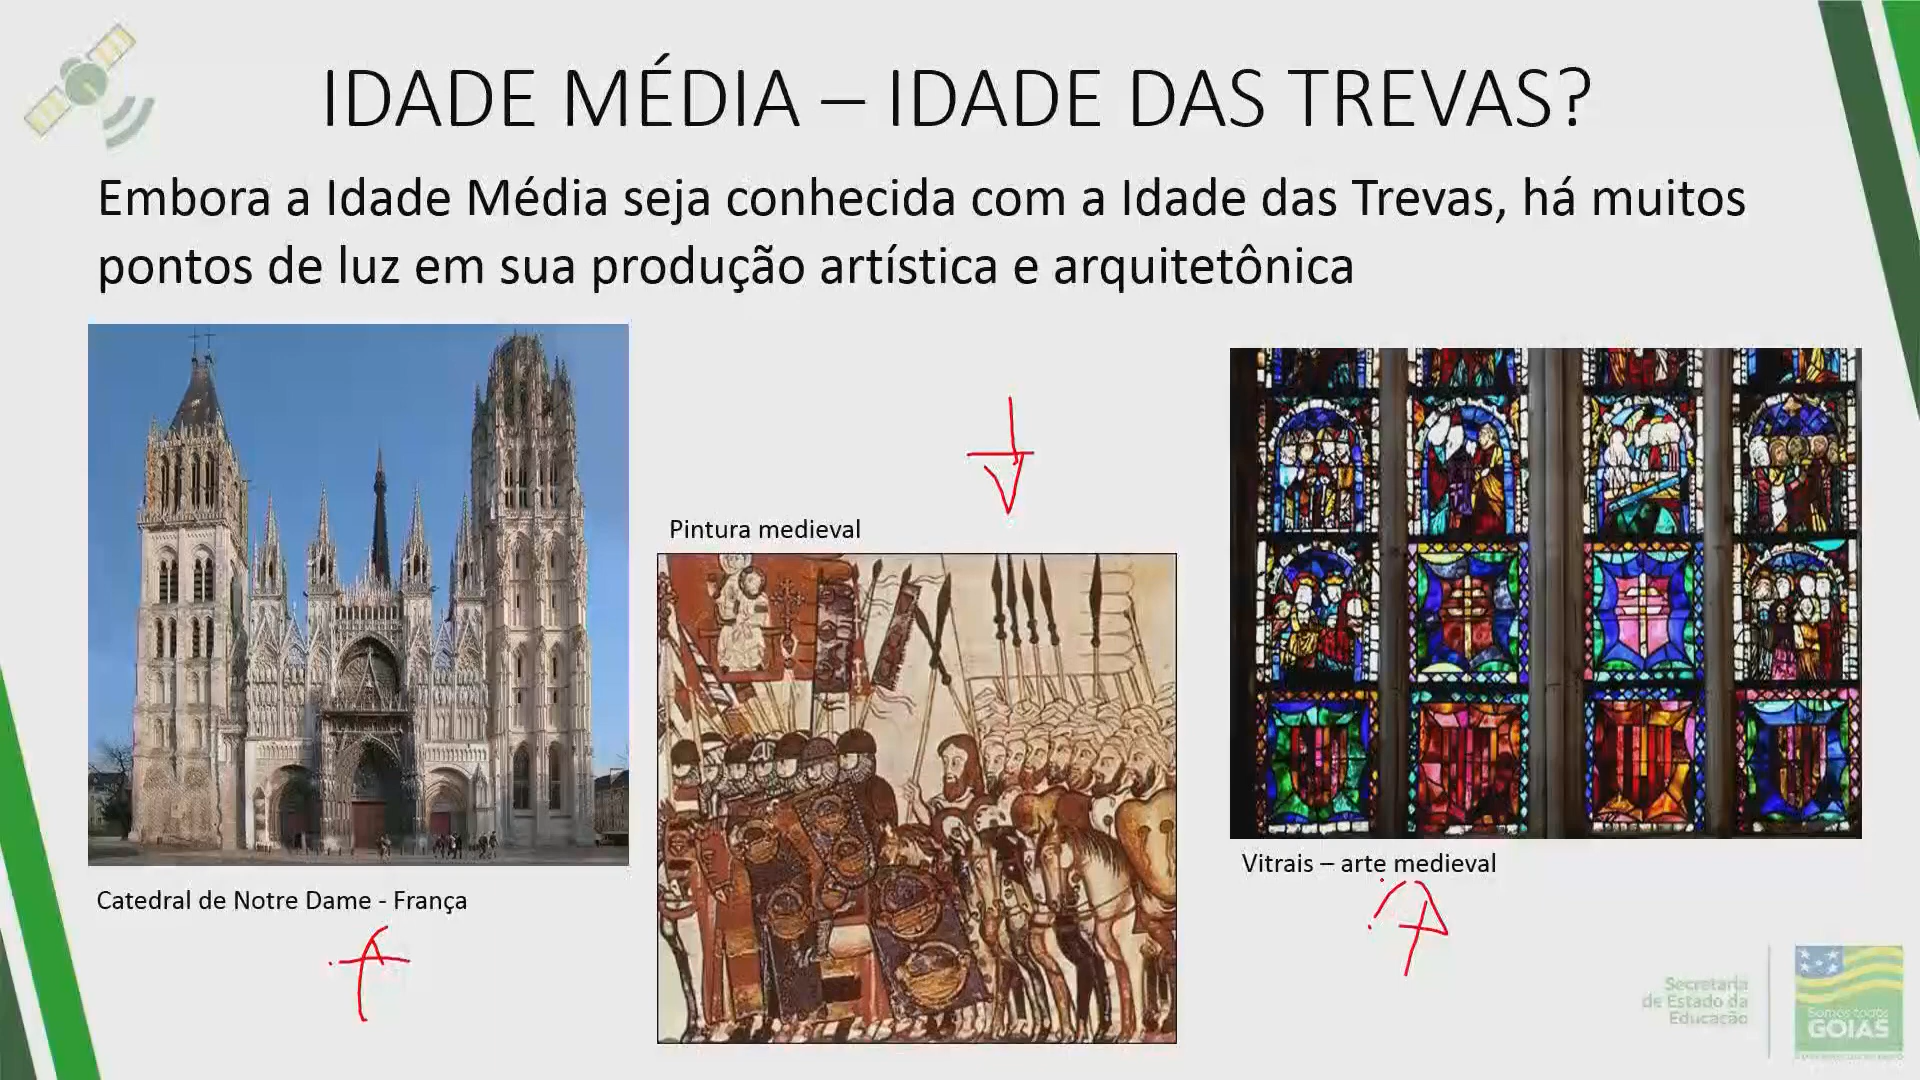 IDADE MÉDIA – IDADE DAS TREVAS?
Embora a Idade Média seja conhecida com a Idade das Trevas, há muitos
pontos de luz em sua produção artística e arquitetônica
Pintura medieval
Vitrais – arte medieval
Catedral de Notre Dame - França
Secretaria
de Estado da
Educação
Somos todos
GOIÁS